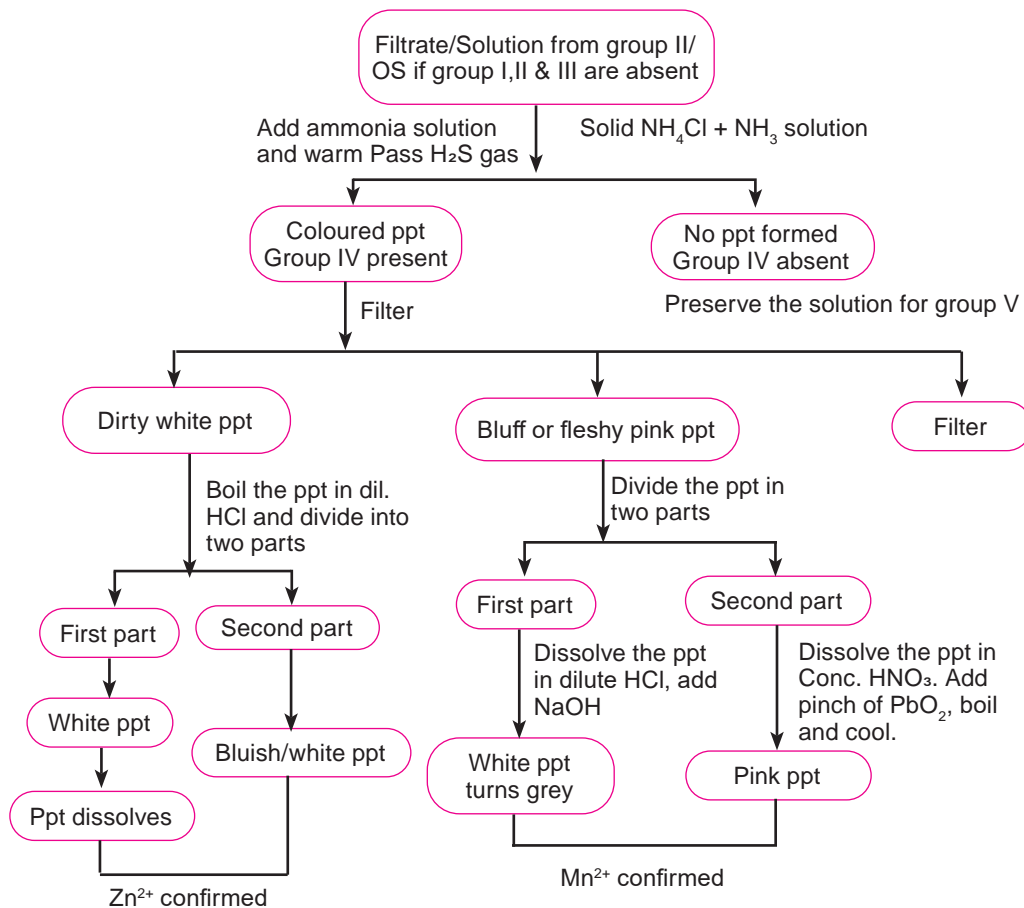 Filtrate/Solution from group II/
OS if group I,II & III are absent
Add ammonia solution
and warm Pass H₂S gas
Solid NH₄Cl + NH₃ solution
Coloured ppt
Group IV present
No ppt formed
Group IV absent
Filter
Preserve the solution for group V
Dirty white ppt
Bluff or fleshy pink ppt
Filter
Boil the ppt in dil.
HCl and divide into
two parts
Divide the ppt in
two parts
First part
Second part
First part
Second part
White ppt
Bluish/white ppt
Ppt dissolves
Dissolve the ppt
in dilute HCl, add
NaOH
Dissolve the ppt in
Conc. HNO₃. Add
pinch of PbO₂, boil
and cool.
White ppt
turns grey
Pink ppt
Zn²⁺ confirmed
Mn²⁺ confirmed